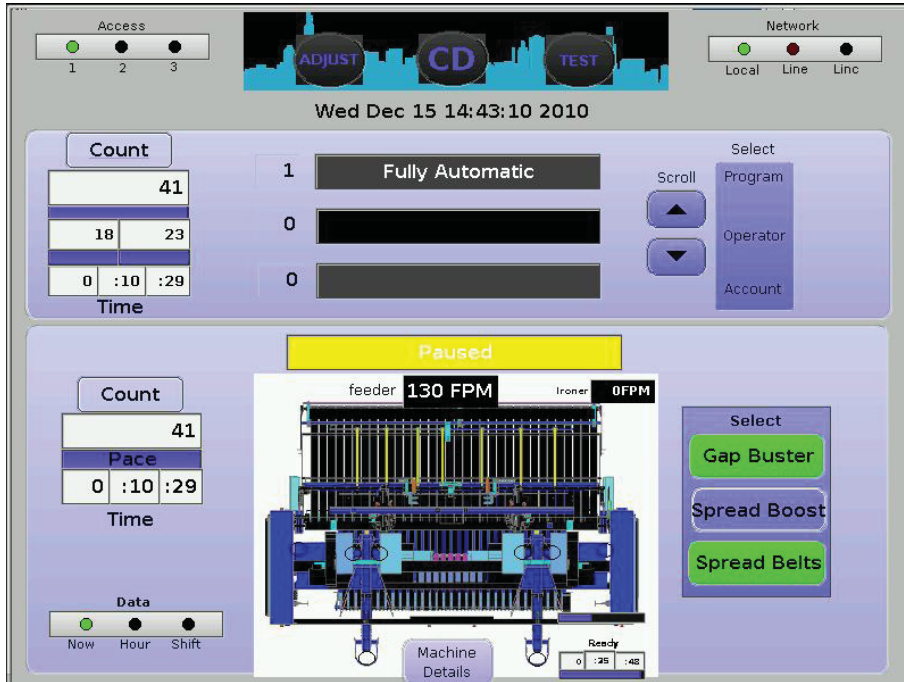 Access
1 2 3
ADJUST CD TEST
Network
Local Line Linc
Wed Dec 15 14:43:10 2010
Count
41
18 23
0 :10 :29
Time
1 Fully Automatic
0
0
Scroll
Select
Program
Operator
Account
Paused
Count
41
Pace
0 :10 :29
Time
Data
Now Hour Shift
feeder 130 FPM Ironer 0FPM
Machine
Details
Ready
0 :35 :48
Select
Gap Buster
Spread Boost
Spread Belts